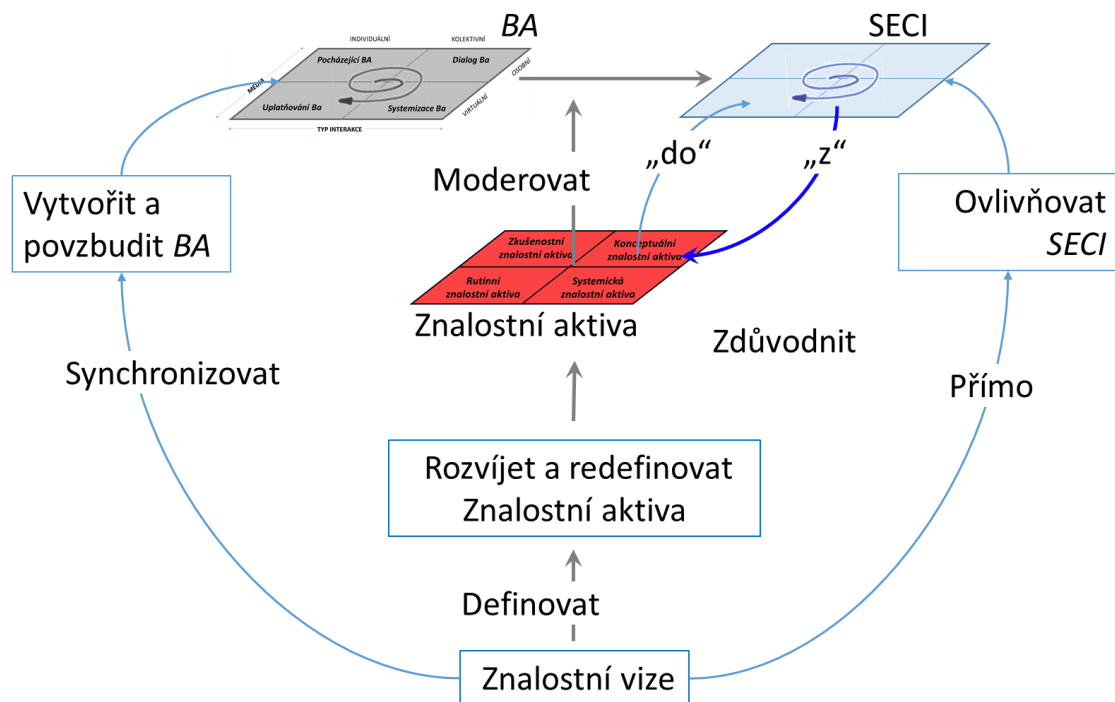 BA
SECI
INDIVIDUÁLNÍ
KOLEKTIVNÍ
Pocházející BA
Dialog Ba
OSOBNÍ
MÉDIA
Uplatňování Ba
Systemizace Ba
VIRTUÁLNÍ
TYP INTERAKCE
„do“
„z“
Moderovat
Vytvořit a
povzbudit BA
Ovlivňovat
SECI
Zkušenostní
znalostní aktiva
Konceptuální
znalostní aktiva
Rutinní
znalostní aktiva
Systemická
znalostní aktiva
Znalostní aktiva
Zdůvodnit
Synchronizovat
Přímo
Rozvíjet a redefinovat
Znalostní aktiva
Definovat
Znalostní vize